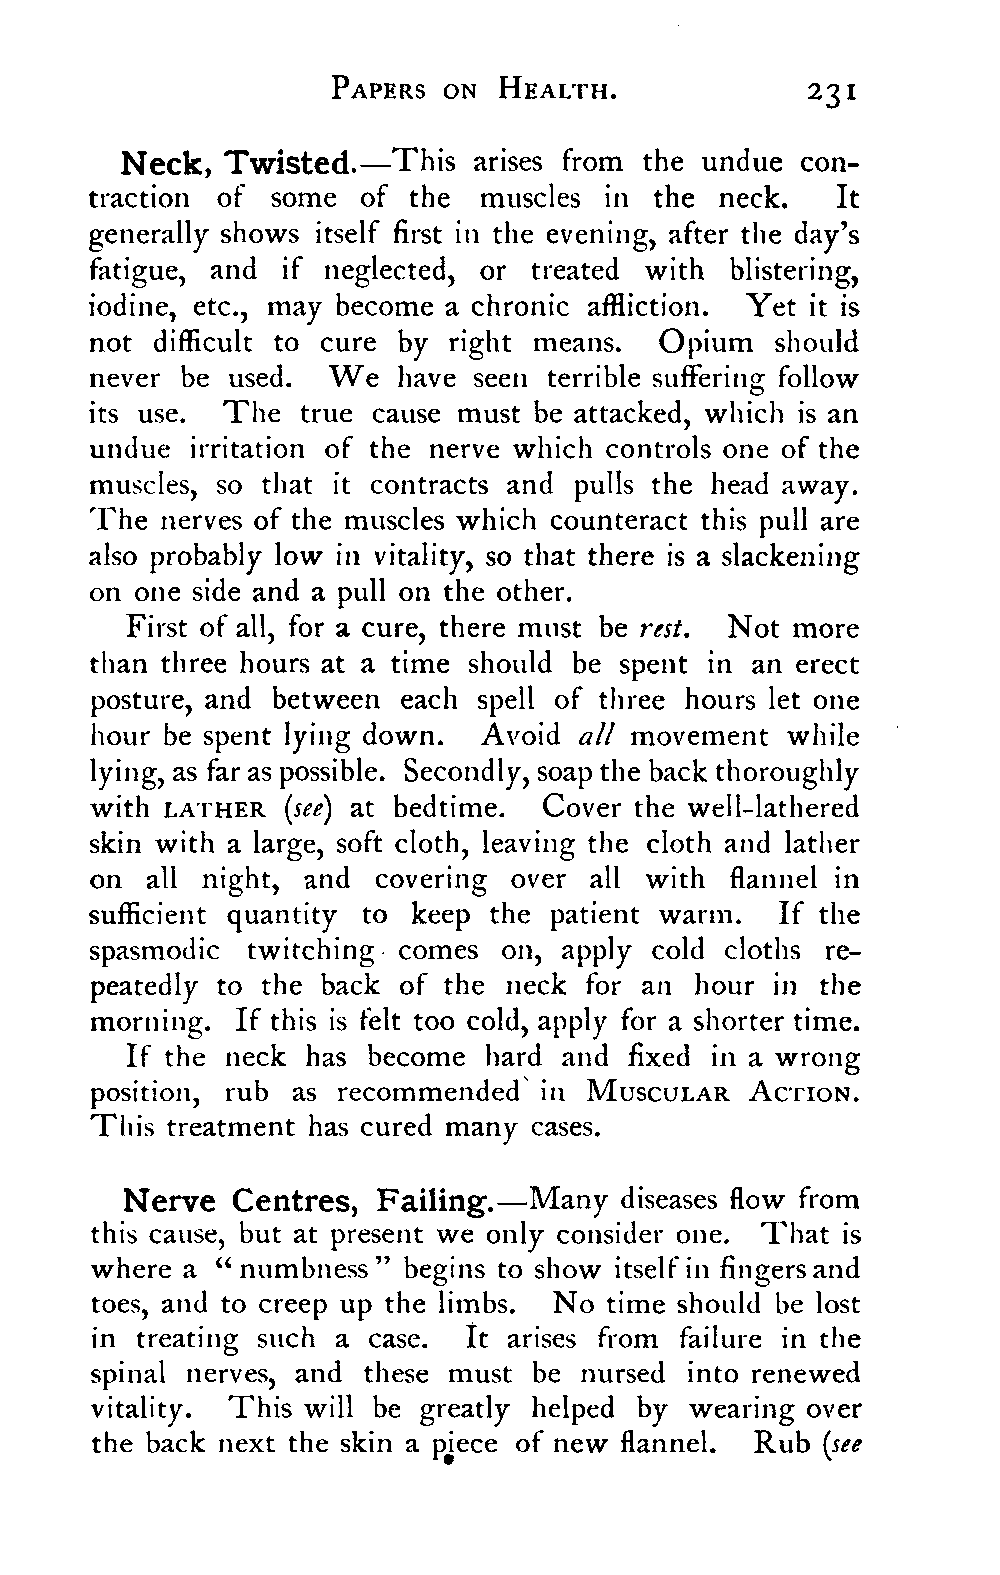 Papers on Health. 231
Neck, Twisted.—This arises from the undue con-
traction of some of the muscles in the neck. It
generally shows itself first in the evening, after the day's
fatigue, and if neglected, or treated with blistering,
iodine, etc., may become a chronic affliction. Yet it is
not difficult to cure by right means. Opium should
never be used. We have seen terrible suffering follow
its use. The true cause must be attacked, which is an
undue irritation of the nerve which controls one of the
muscles, so that it contracts and pulls the head away.
The nerves of the muscles which counteract this pull are
also probably low in vitality, so that there is a slackening
on one side and a pull on the other.
First of all, for a cure, there must be rest. Not more
than three hours at a time should be spent in an erect
posture, and between each spell of three hours let one
hour be spent lying down. Avoid all movement while
lying, as far as possible. Secondly, soap the back thoroughly
with LATHER (see) at bedtime. Cover the well-lathered
skin with a large, soft cloth, leaving the cloth and lather
on all night, and covering over all with flannel in
sufficient quantity to keep the patient warm. If the
spasmodic twitching comes on, apply cold cloths re-
peatedly to the back of the neck for an hour in the
morning. If this is felt too cold, apply for a shorter time.
If the neck has become hard and fixed in a wrong
position, rub as recommended in Muscular Action.
This treatment has cured many cases.
Nerve Centres, Failing.—Many diseases flow from
this cause, but at present we only consider one. That is
where a "numbness" begins to show itself in fingers and
toes, and to creep up the limbs. No time should be lost
in treating such a case. It arises from failure in the
spinal nerves, and these must be nursed into renewed
vitality. This will be greatly helped by wearing over
the back next the skin a piece of new flannel. Rub (see